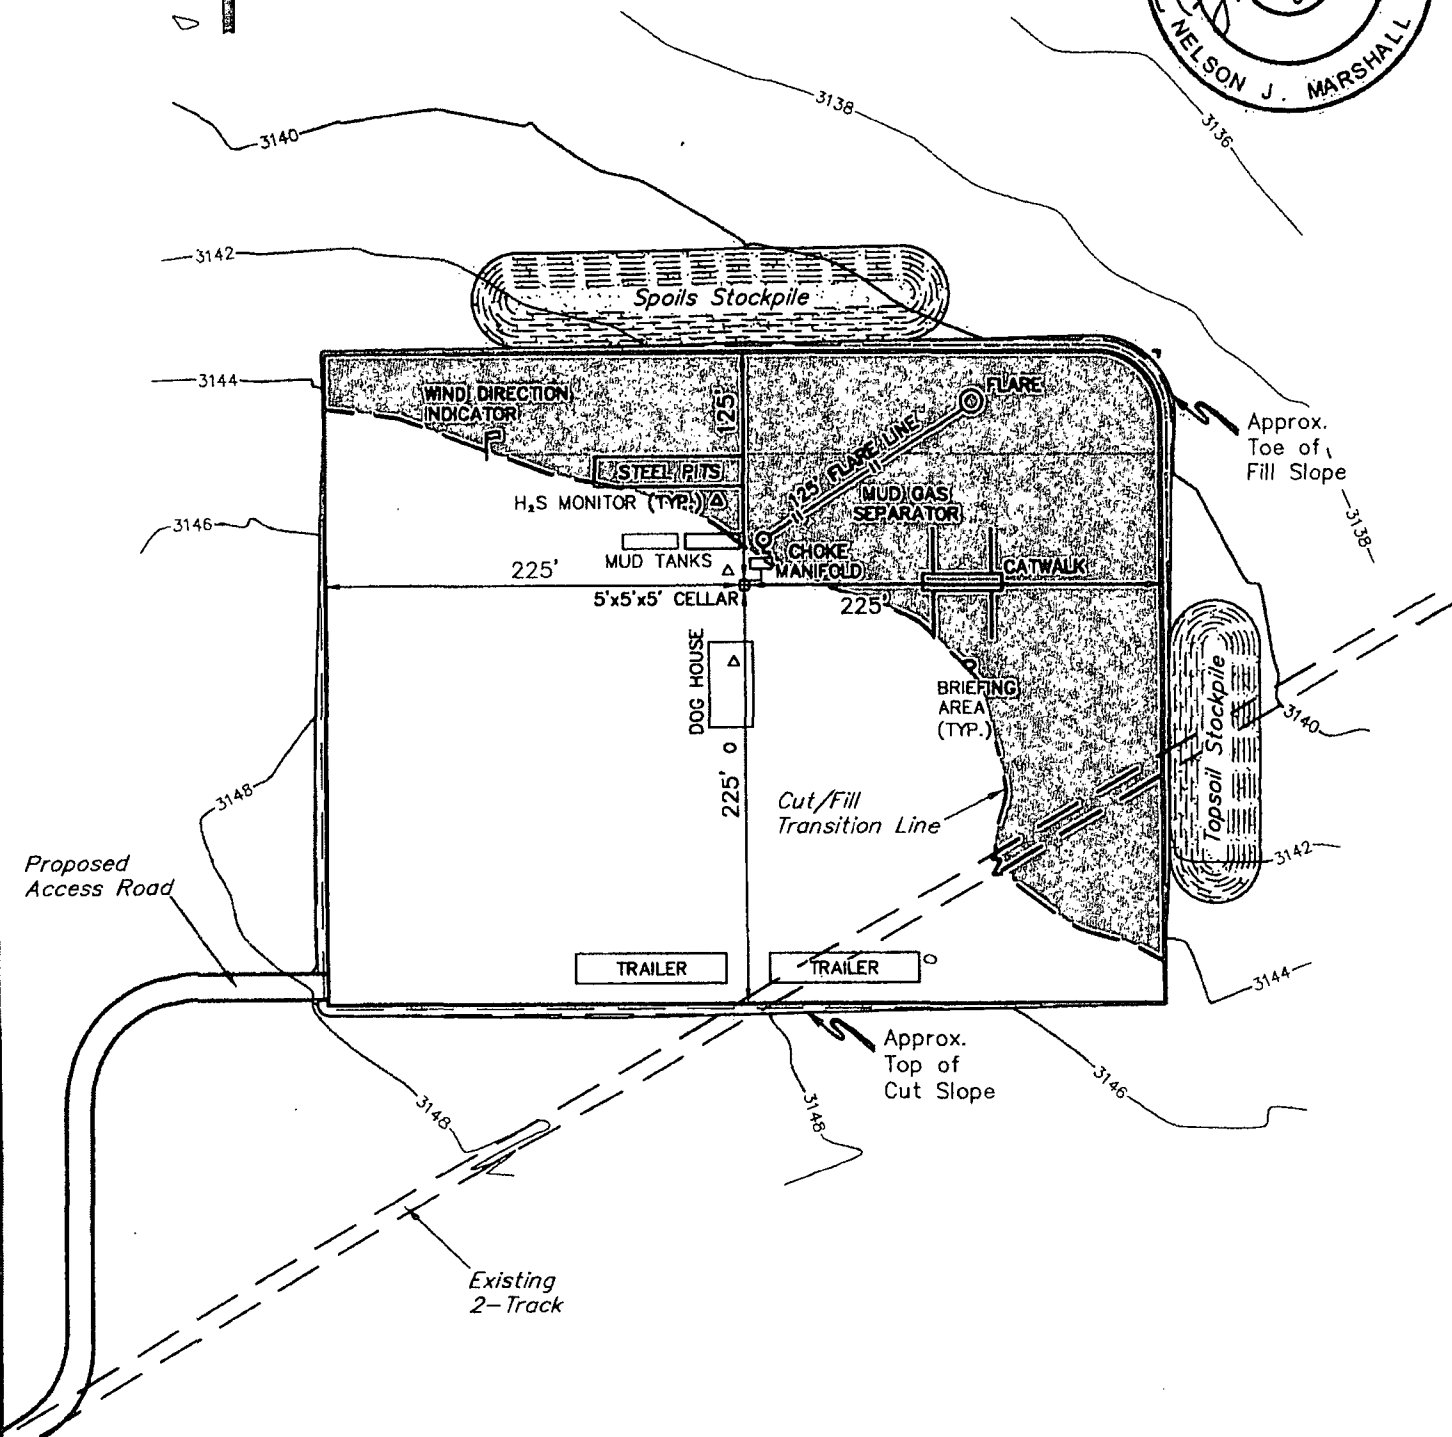 NELSON J. MARSHALL
3138
3136
3140
3142
Spoils Stockpile
3144
WIND DIRECTION
INDICATOR
125'
FLARE
125' FLARE LINE
Approx.
Toe of
Fill Slope
STEEL PITS
H₂S MONITOR (TYP.)
MUD GAS
SEPARATOR
3146
3138
MUD TANKS
CHOKE
MANIFOLD
CATWALK
225'
5'x5'x5' CELLAR
225'
DOG HOUSE
BRIEFING
AREA
(TYP.)
Topsoil Stockpile
3140
3148
225'
Cut/Fill
Transition Line
3142
Proposed
Access Road
TRAILER
TRAILER
3144
Approx.
Top of
Cut Slope
3148
3148
3146
Existing
2-Track